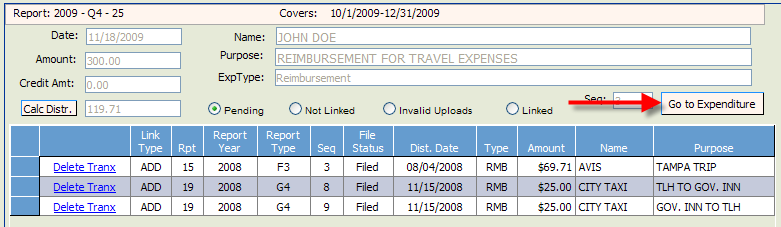 Report: 2009 - Q4 - 25 Covers: 10/1/2009-12/31/2009
Date: 11/18/2009 Name: JOHN DOE
Amount: 300.00 Purpose: REIMBURSEMENT FOR TRAVEL EXPENSES
Credit Amt: 0.00 ExpType: Reimbursement
Calc Distr. 119.71 Pending Not Linked Invalid Uploads Linked Seq: Go to Expenditure
Link Type Rpt Report Year Report Type Seq File Status Dist. Date Type Amount Name Purpose
Delete Tranx ADD 15 2008 F3 3 Filed 08/04/2008 RMB $69.71 AVIS TAMPA TRIP
Delete Tranx ADD 19 2008 G4 8 Filed 11/15/2008 RMB $25.00 CITY TAXI TLH TO GOV. INN
Delete Tranx ADD 19 2008 G4 9 Filed 11/15/2008 RMB $25.00 CITY TAXI GOV. INN TO TLH